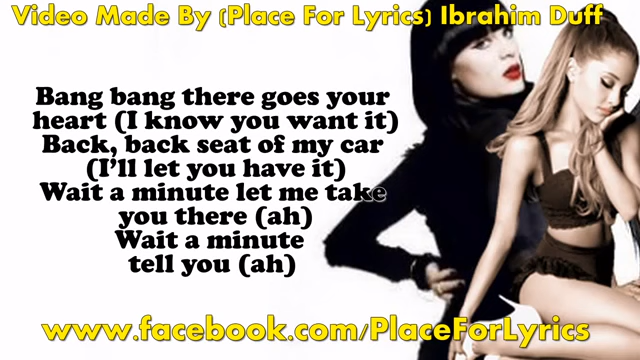 Video Made By (Place For Lyrics) Ibrahim Duff
Bang bang there goes your
heart (I know you want it)
Back, back seat of my car
(I'll let you have it)
Wait a minute let me take
you there (ah)
Wait a minute
tell you (ah)
www.facebook.com/PlaceForLyrics